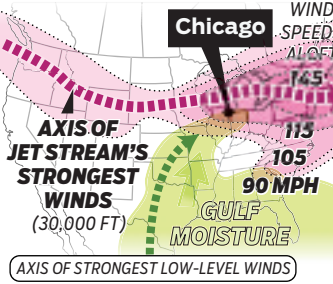 WIND
SPEED
ALOFT
Chicago
145
115
105
90 MPH
AXIS OF
JET STREAM'S
STRONGEST
WINDS
(30,000 FT)
GULF
MOISTURE
AXIS OF STRONGEST LOW-LEVEL WINDS